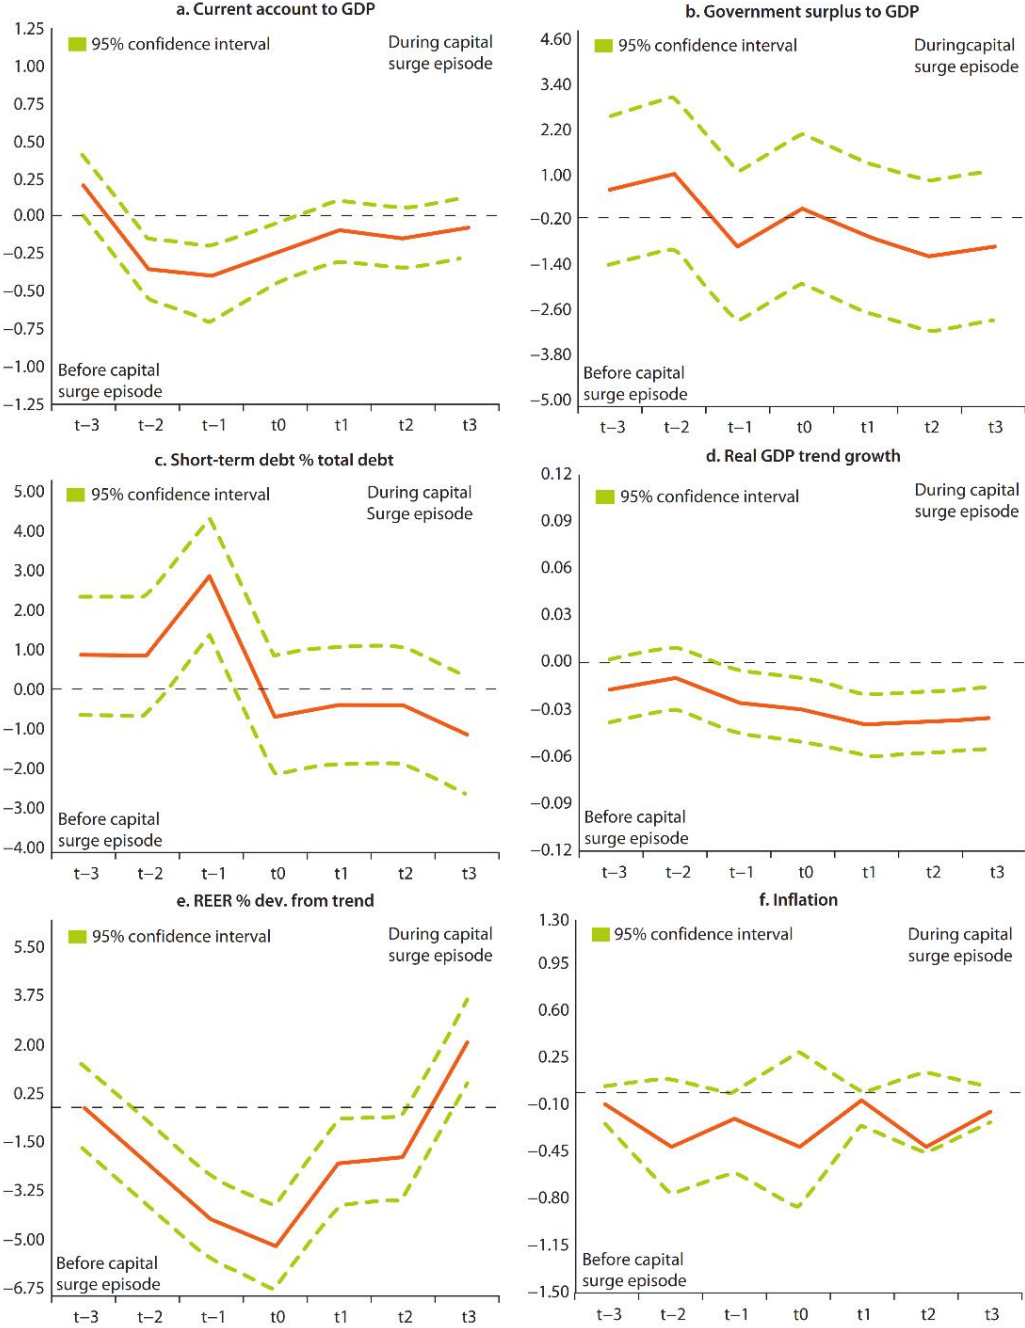 a. Current account to GDP
1.25
1.00
0.75
0.50
0.25
0.00
−0.25
−0.50
−0.75
−1.00
−1.25
95% confidence interval
During capital
surge episode
Before capital
surge episode
t−3 t−2 t−1 t0 t1 t2 t3
b. Government surplus to GDP
4.60
3.40
2.20
1.00
−0.20
−1.40
−2.60
−3.80
−5.00
95% confidence interval
Duringcapital
surge episode
Before capital
surge episode
t−3 t−2 t−1 t0 t1 t2 t3
c. Short-term debt % total debt
5.00
4.00
3.00
2.00
1.00
0.00
−1.00
−2.00
−3.00
−4.00
95% confidence interval
During capital
Surge episode
Before capital
surge episode
t−3 t−2 t−1 t0 t1 t2 t3
d. Real GDP trend growth
0.12
0.09
0.06
0.03
0.00
−0.03
−0.06
−0.09
−0.12
95% confidence interval
During capital
surge episode
Before capital
surge episode
t−3 t−2 t−1 t0 t1 t2 t3
e. REER % dev. from trend
5.50
3.75
2.00
0.25
−1.50
−3.25
−5.00
−6.75
95% confidence interval
During capital
surge episode
Before capital
surge episode
t−3 t−2 t−1 t0 t1 t2 t3
f. Inflation
1.30
0.95
0.60
0.25
−0.10
−0.45
−0.80
−1.15
−1.50
95% confidence interval
During capital
surge episode
Before capital
surge episode
t−3 t−2 t−1 t0 t1 t2 t3